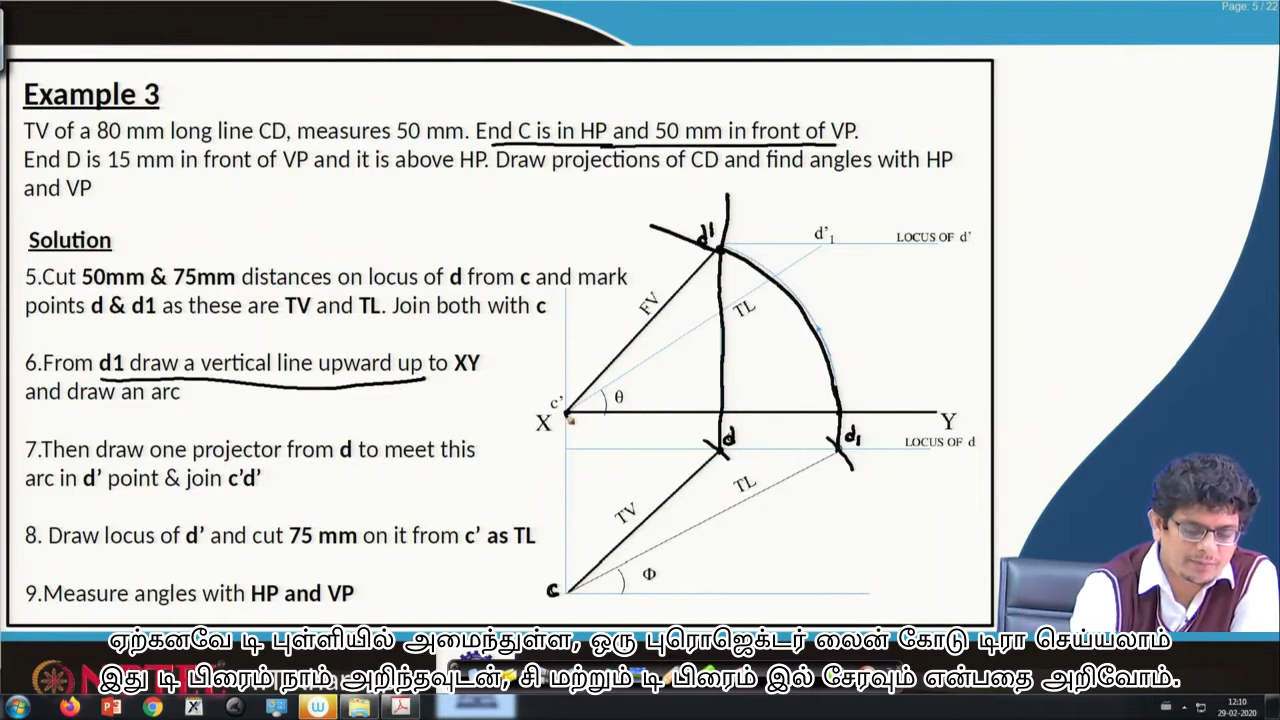 Page: 5 / 22
Example 3
TV of a 80 mm long line CD, measures 50 mm. End C is in HP and 50 mm in front of VP.
End D is 15 mm in front of VP and it is above HP. Draw projections of CD and find angles with HP
and VP
Solution
5.Cut 50mm & 75mm distances on locus of d from c and mark
points d & d1 as these are TV and TL. Join both with c
6.From d1 draw a vertical line upward up to XY
and draw an arc
7.Then draw one projector from d to meet this
arc in d’ point & join c’d’
8. Draw locus of d’ and cut 75 mm on it from c’ as TL
9.Measure angles with HP and VP
d' d’1 LOCUS OF d’
FV TL
c’ θ
X Y
d d1 LOCUS OF d
TV TL
c Φ
ஏற்கனவே டி புள்ளியில் அமைந்துள்ள, ஒரு புரொஜெக்டர் லைன் கோடு டிரா செய்யலாம்
இது டி பிரைம் நாம் அறிந்தவுடன், சி மற்றும் டி பிரைம் இல் சேரவும் என்பதை அறிவோம்.
12:10
29-02-2020